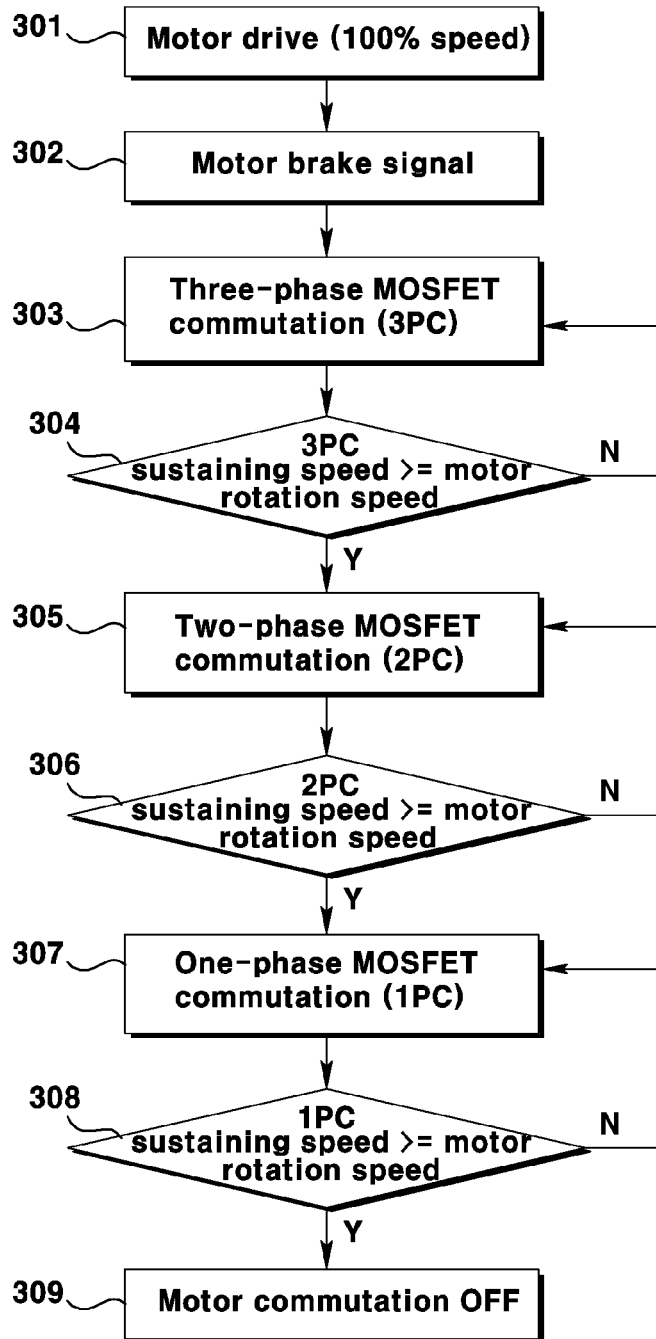 301
Motor drive (100% speed)
302
Motor brake signal
303
Three-phase MOSFET
commutation (3PC)
304
3PC
sustaining speed >= motor
rotation speed
N
Y
305
Two-phase MOSFET
commutation (2PC)
306
2PC
sustaining speed >= motor
rotation speed
N
Y
307
One-phase MOSFET
commutation (1PC)
308
1PC
sustaining speed >= motor
rotation speed
N
Y
309
Motor commutation OFF